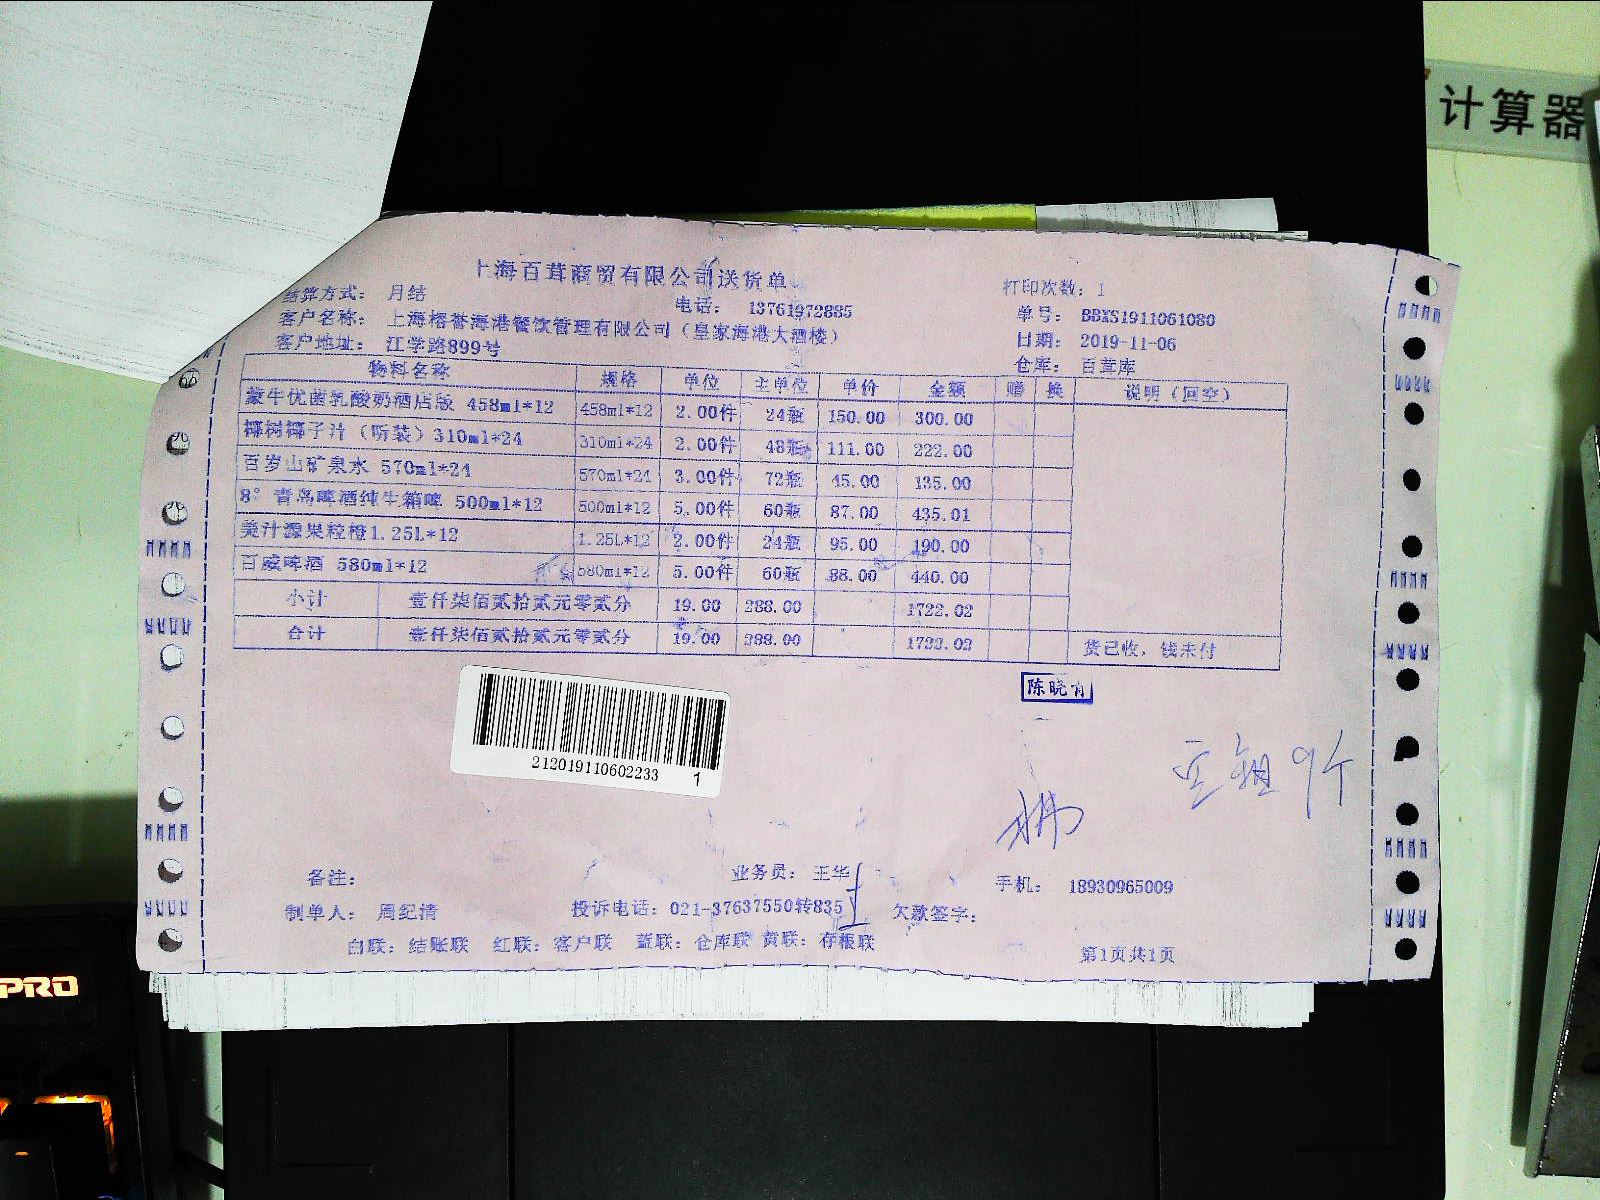 计算器
上海百茸商贸有限公司送货单
结算方式： 月结 电话： 13761972885 打印次数：1
客户名称： 上海榕誉海港餐饮管理有限公司（皇家海港大酒楼） 单号： BBXS1911061080
客户地址： 江学路899号 日期： 2019-11-06
仓库： 百茸库
物料名称 规格 单位 主单位 单价 金额 赠 换 说明（回空）
蒙牛优菌乳酸奶酒店版 458ml*12 458ml*12 2.00件 24瓶 150.00 300.00
椰树椰子汁（听装）310ml*24 310ml*24 2.00件 48瓶 111.00 222.00
百岁山矿泉水 570ml*24 570ml*24 3.00件 72瓶 45.00 135.00
8° 青岛啤酒纯生箱啤 500ml*12 500ml*12 5.00件 60瓶 87.00 435.01
美汁源果粒橙1.25L*12 1.25L*12 2.00件 24瓶 95.00 190.00
百威啤酒 580ml*12 580ml*12 5.00件 60瓶 88.00 440.00
小计 壹仟柒佰贰拾贰元零贰分 19.00 288.00 1722.02
合计 壹仟柒佰贰拾贰元零贰分 19.00 288.00 1722.02 货已收，钱未付
212019110602233 1
备注： 业务员： 王华 手机： 18930965009
制单人： 周纪清 投诉电话：021-37637550转835 欠款签字：
白联：结账联 红联：客户联 蓝联：仓库联 黄联：存根联 第1页共1页
PRO